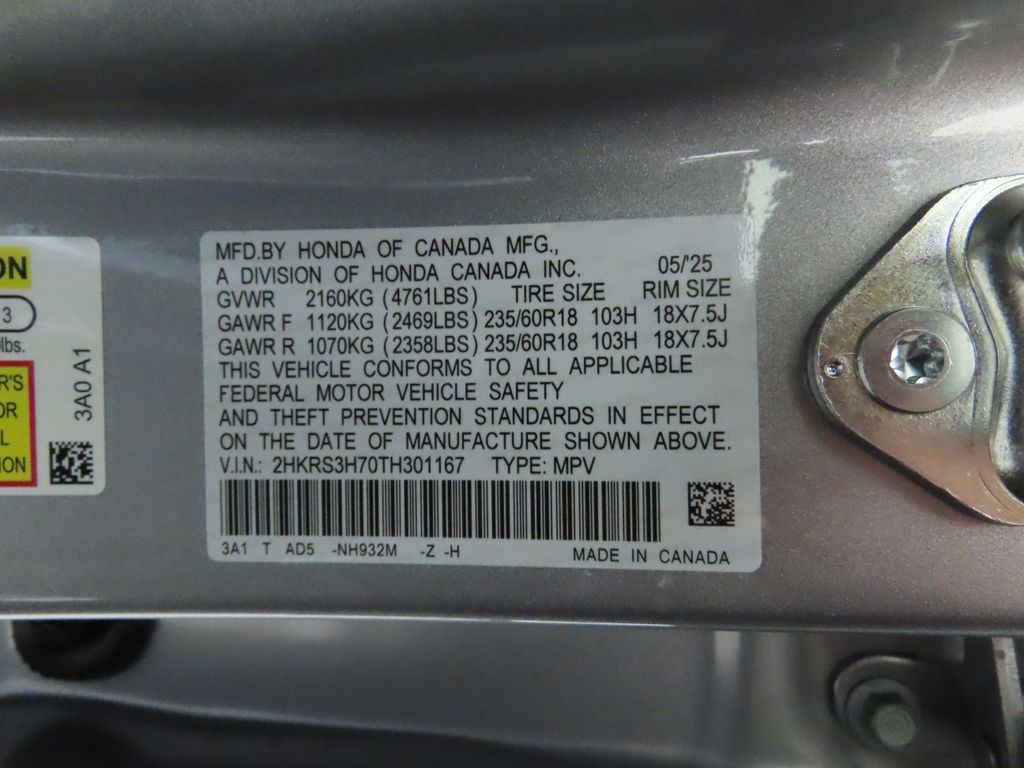 ON
3
lbs.
R'S
OR
L
ION
3A0 A1
MFD.BY HONDA OF CANADA MFG.,
A DIVISION OF HONDA CANADA INC. 05/'25
GVWR 2160KG (4761LBS) TIRE SIZE RIM SIZE
GAWR F 1120KG (2469LBS) 235/60R18 103H 18X7.5J
GAWR R 1070KG (2358LBS) 235/60R18 103H 18X7.5J
THIS VEHICLE CONFORMS TO ALL APPLICABLE
FEDERAL MOTOR VEHICLE SAFETY
AND THEFT PREVENTION STANDARDS IN EFFECT
ON THE DATE OF MANUFACTURE SHOWN ABOVE.
V.I.N.: 2HKRS3H70TH301167 TYPE: MPV
3A1 T AD5 -NH932M -Z -H MADE IN CANADA